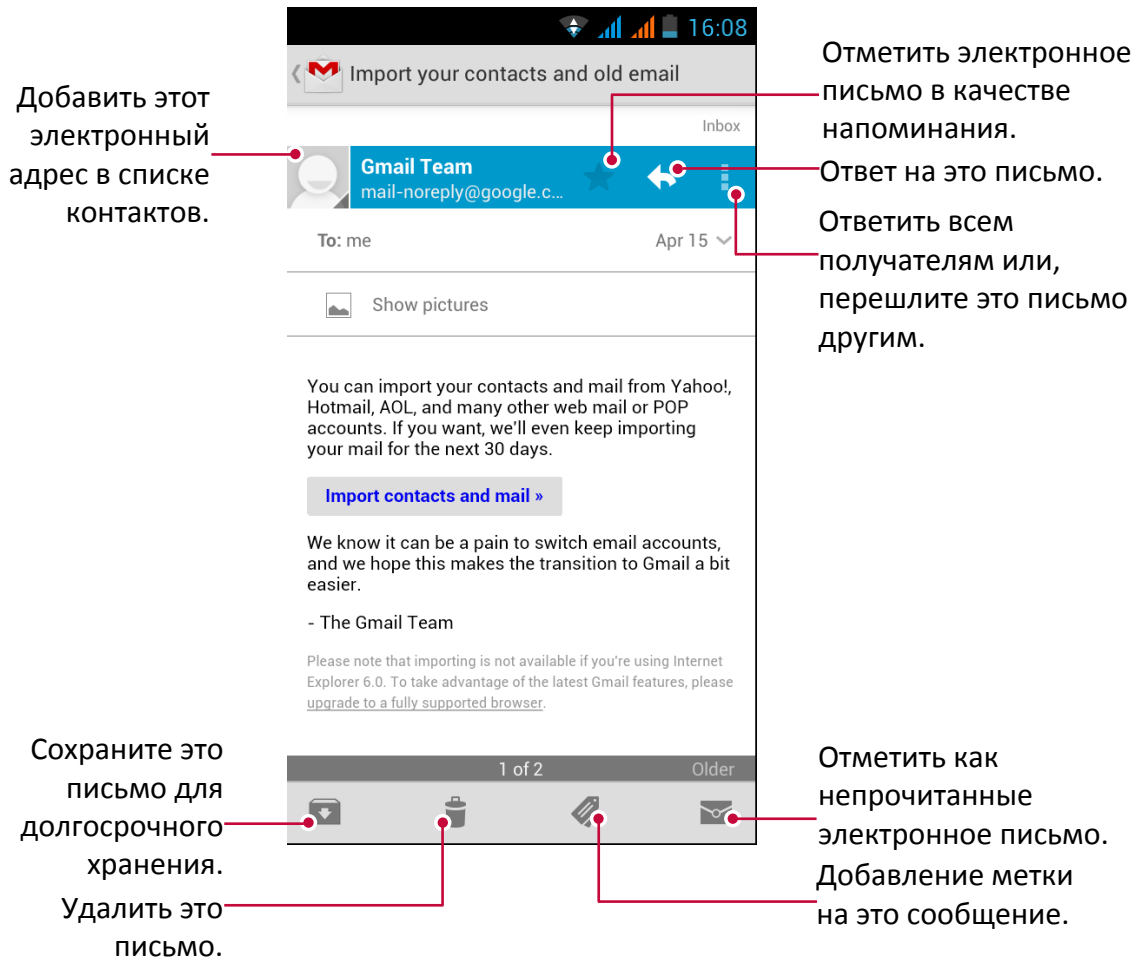 16:08
Import your contacts and old email
Inbox
Gmail Team
mail-noreply@google.c...
To: me
Apr 15
Show pictures
You can import your contacts and mail from Yahoo!,
Hotmail, AOL, and many other web mail or POP
accounts. If you want, we'll even keep importing
your mail for the next 30 days.
Import contacts and mail »
We know it can be a pain to switch email accounts,
and we hope this makes the transition to Gmail a bit
easier.
- The Gmail Team
Please note that importing is not available if you're using Internet
Explorer 6.0. To take advantage of the latest Gmail features, please
upgrade to a fully supported browser.
1 of 2
Older
Добавить этот
электронный
адрес в списке
контактов.
Сохраните это
письмо для
долгосрочного
хранения.
Удалить это
письмо.
Отметить электронное
письмо в качестве
напоминания.
Ответ на это письмо.
Ответить всем
получателям или,
перешлите это письмо
другим.
Отметить как
непрочитанные
электронное письмо.
Добавление метки
на это сообщение.